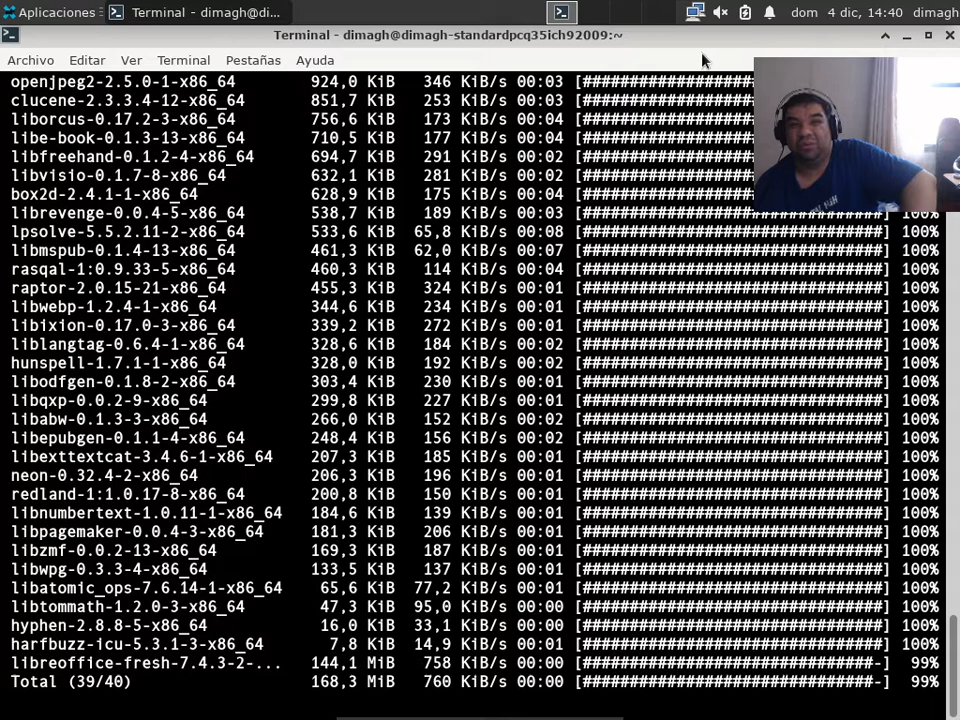 Aplicaciones Terminal - dimagh@di... dom 4 dic, 14:40 dimagh
Terminal - dimagh@dimagh-standardpcq35ich92009:~
Archivo Editar Ver Terminal Pestañas Ayuda
openjpeg2-2.5.0-1-x86_64 924,0 KiB 346 KiB/s 00:03 [##################
clucene-2.3.3.4-12-x86_64 851,7 KiB 253 KiB/s 00:03 [##################
liborcus-0.17.2-3-x86_64 756,6 KiB 173 KiB/s 00:04 [##################
libe-book-0.1.3-13-x86_64 710,5 KiB 177 KiB/s 00:04 [##################
libfreehand-0.1.2-4-x86_64 694,7 KiB 291 KiB/s 00:02 [##################
libvisio-0.1.7-8-x86_64 632,1 KiB 281 KiB/s 00:02 [##################
box2d-2.4.1-1-x86_64 628,9 KiB 175 KiB/s 00:04 [##################
librevenge-0.0.4-5-x86_64 538,7 KiB 189 KiB/s 00:03 [################################] 100%
lpsolve-5.5.2.11-2-x86_64 533,6 KiB 65,8 KiB/s 00:08 [################################] 100%
libmspub-0.1.4-13-x86_64 461,3 KiB 62,0 KiB/s 00:07 [################################] 100%
rasqal-1:0.9.33-5-x86_64 460,3 KiB 114 KiB/s 00:04 [################################] 100%
raptor-2.0.15-21-x86_64 455,3 KiB 324 KiB/s 00:01 [################################] 100%
libwebp-1.2.4-1-x86_64 344,6 KiB 234 KiB/s 00:01 [################################] 100%
libixion-0.17.0-3-x86_64 339,2 KiB 272 KiB/s 00:01 [################################] 100%
liblangtag-0.6.4-1-x86_64 328,6 KiB 184 KiB/s 00:02 [################################] 100%
hunspell-1.7.1-1-x86_64 328,0 KiB 192 KiB/s 00:02 [################################] 100%
libodfgen-0.1.8-2-x86_64 303,4 KiB 230 KiB/s 00:01 [################################] 100%
libqxp-0.0.2-9-x86_64 299,8 KiB 227 KiB/s 00:01 [################################] 100%
libabw-0.1.3-3-x86_64 266,0 KiB 152 KiB/s 00:02 [################################] 100%
libepubgen-0.1.1-4-x86_64 248,4 KiB 156 KiB/s 00:02 [################################] 100%
libexttextcat-3.4.6-1-x86_64 207,3 KiB 185 KiB/s 00:01 [################################] 100%
neon-0.32.4-2-x86_64 206,3 KiB 196 KiB/s 00:01 [################################] 100%
redland-1:1.0.17-8-x86_64 200,8 KiB 150 KiB/s 00:01 [################################] 100%
libnumbertext-1.0.11-1-x86_64 184,6 KiB 139 KiB/s 00:01 [################################] 100%
libpagemaker-0.0.4-3-x86_64 181,3 KiB 206 KiB/s 00:01 [################################] 100%
libzmf-0.0.2-13-x86_64 169,3 KiB 187 KiB/s 00:01 [################################] 100%
libwpg-0.3.3-4-x86_64 133,5 KiB 137 KiB/s 00:01 [################################] 100%
libatomic_ops-7.6.14-1-x86_64 65,6 KiB 77,2 KiB/s 00:01 [################################] 100%
libtommath-1.2.0-3-x86_64 47,3 KiB 95,0 KiB/s 00:00 [################################] 100%
hyphen-2.8.8-5-x86_64 16,0 KiB 33,1 KiB/s 00:00 [################################] 100%
harfbuzz-icu-5.3.1-3-x86_64 7,8 KiB 14,9 KiB/s 00:01 [################################] 100%
libreoffice-fresh-7.4.3-2-... 144,1 MiB 758 KiB/s 00:00 [###############################-] 99%
Total (39/40) 168,3 MiB 760 KiB/s 00:00 [###############################-] 99%